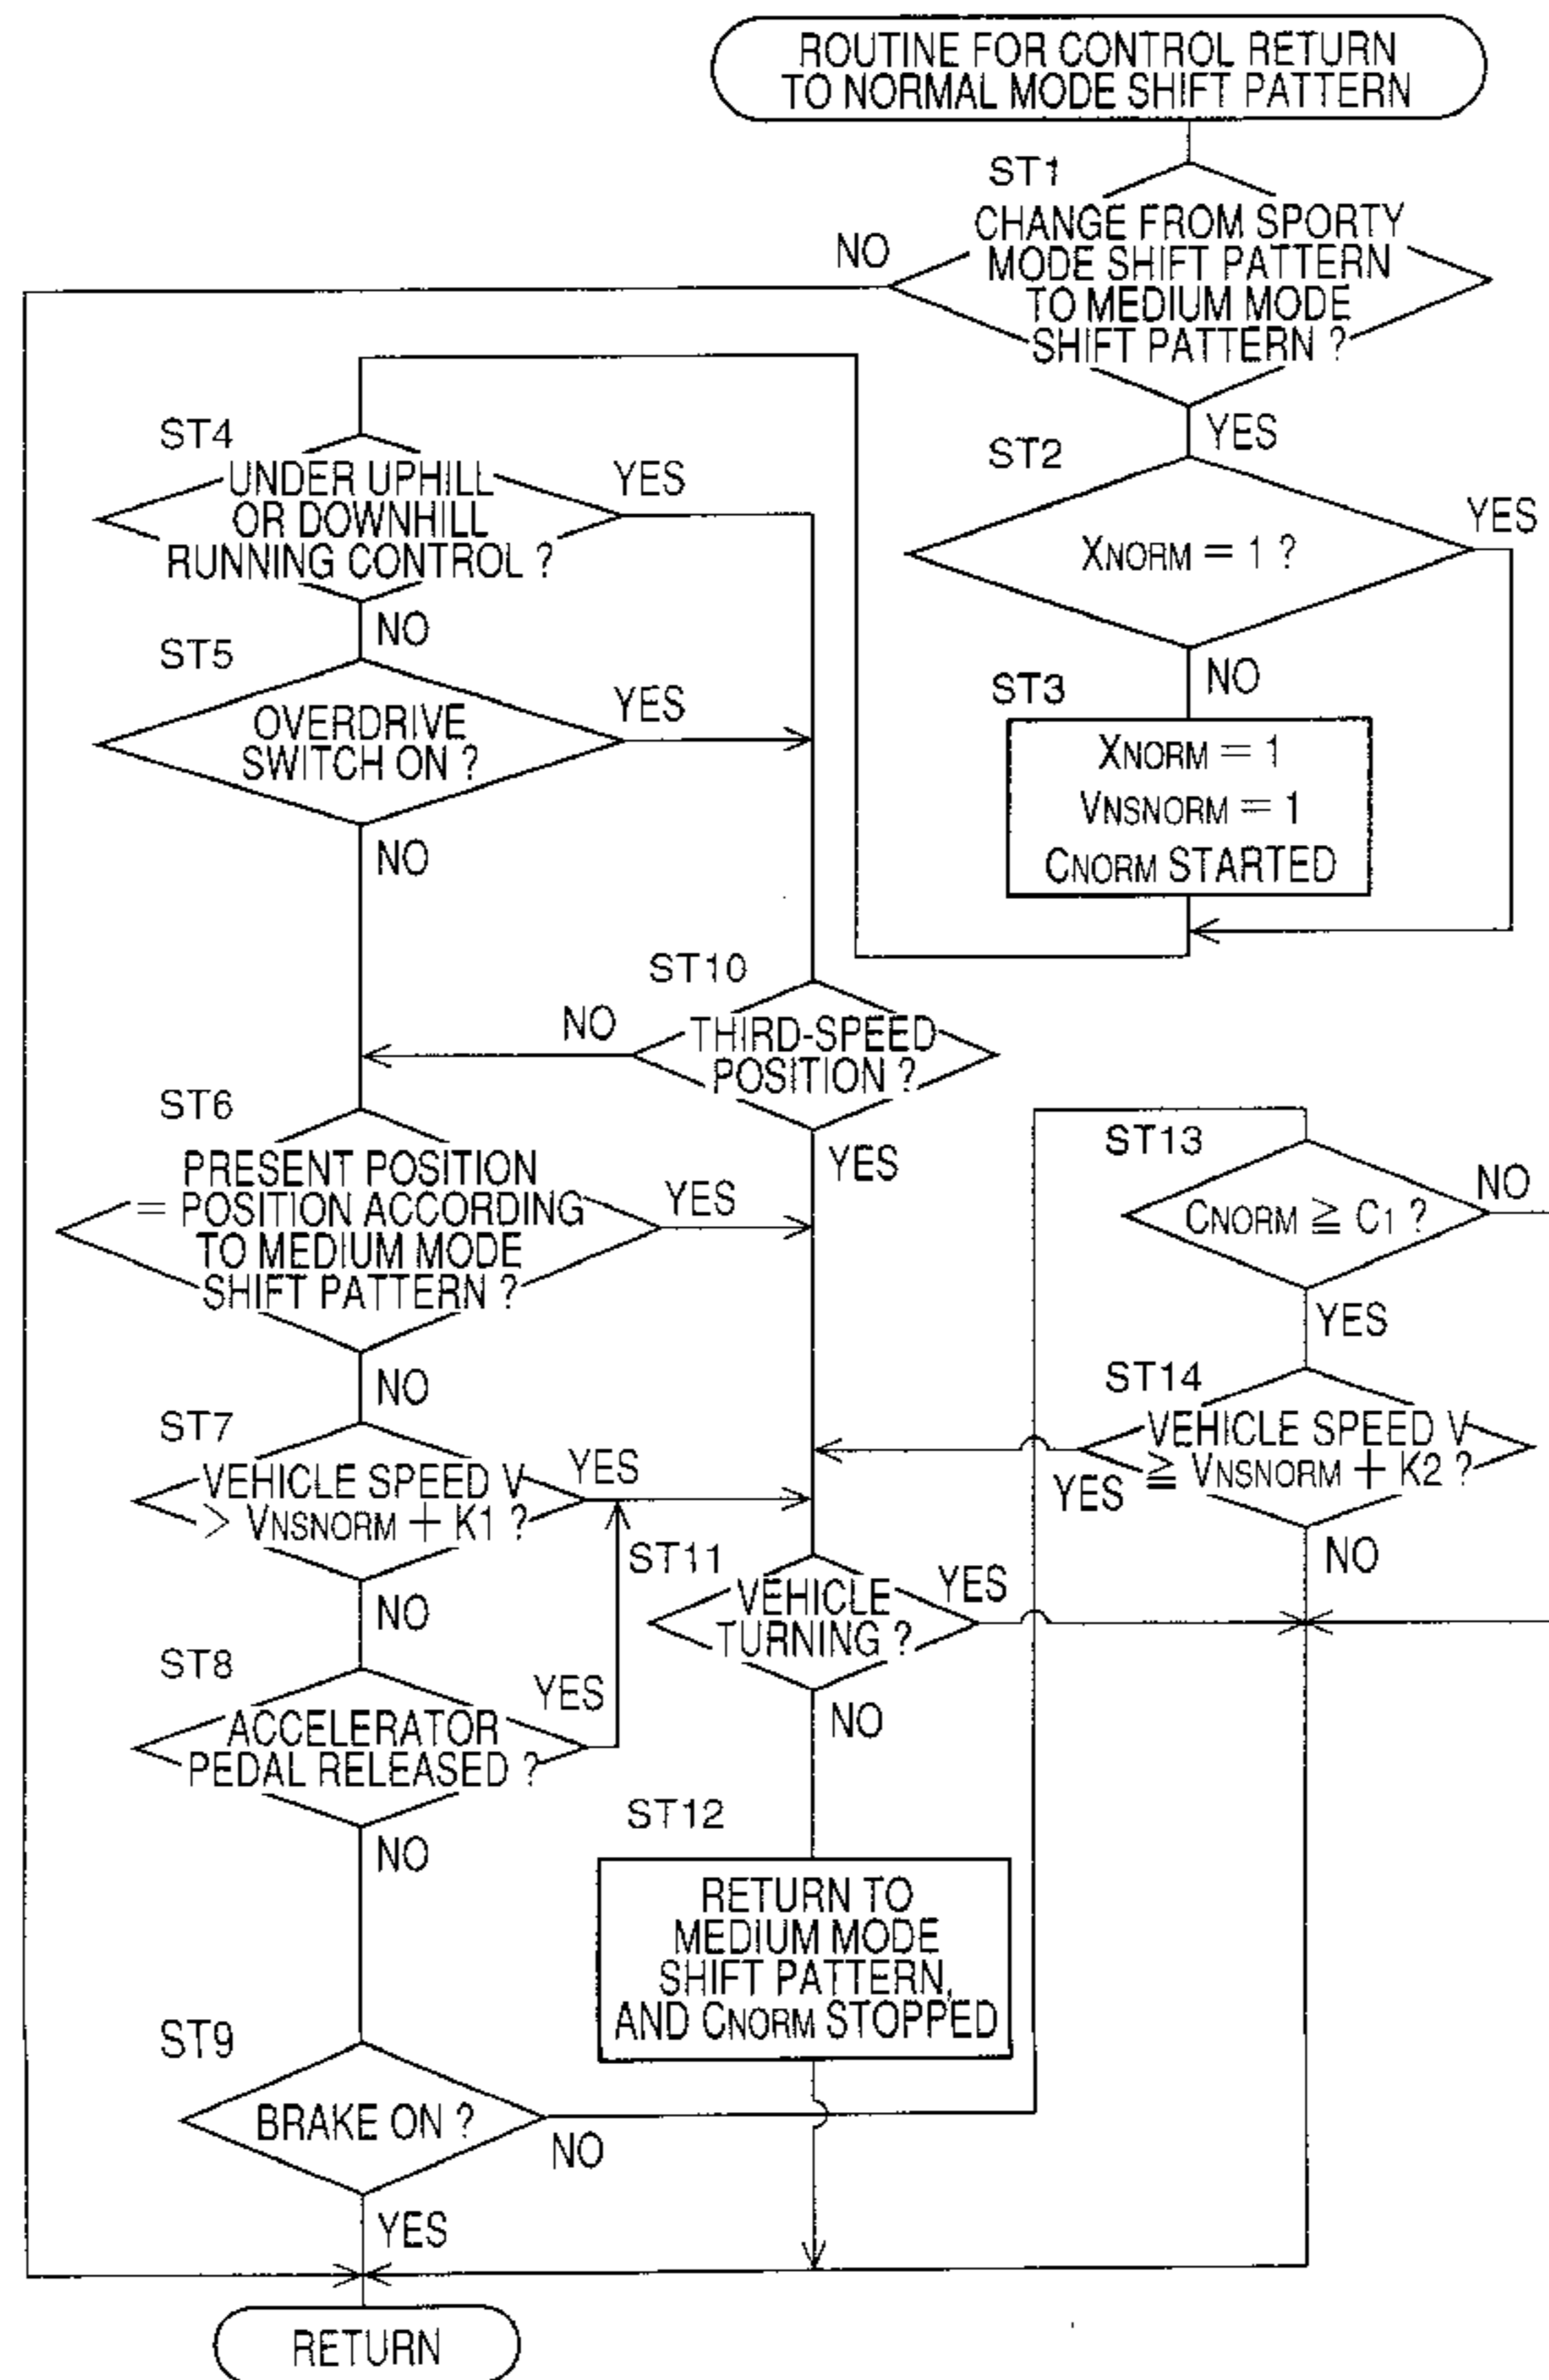 ROUTINE FOR CONTROL RETURN
TO NORMAL MODE SHIFT PATTERN
ST1
CHANGE FROM SPORTY
MODE SHIFT PATTERN
TO MEDIUM MODE
SHIFT PATTERN ?
NO
YES
ST2
XNORM = 1 ?
YES
NO
ST3
XNORM = 1
VNSNORM = 1
CNORM STARTED
ST4
UNDER UPHILL
OR DOWNHILL
RUNNING CONTROL ?
YES
NO
ST5
OVERDRIVE
SWITCH ON ?
YES
NO
ST10
THIRD-SPEED
POSITION ?
NO
YES
ST6
PRESENT POSITION
= POSITION ACCORDING
TO MEDIUM MODE
SHIFT PATTERN ?
YES
NO
ST7
VEHICLE SPEED V
> VNSNORM + K1 ?
YES
NO
ST8
ACCELERATOR
PEDAL RELEASED ?
YES
NO
ST9
BRAKE ON ?
NO
YES
ST11
VEHICLE
TURNING ?
YES
NO
ST12
RETURN TO
MEDIUM MODE
SHIFT PATTERN,
AND CNORM STOPPED
ST13
CNORM ≧ C1 ?
NO
YES
ST14
VEHICLE SPEED V
≧ VNSNORM + K2 ?
YES
NO
RETURN